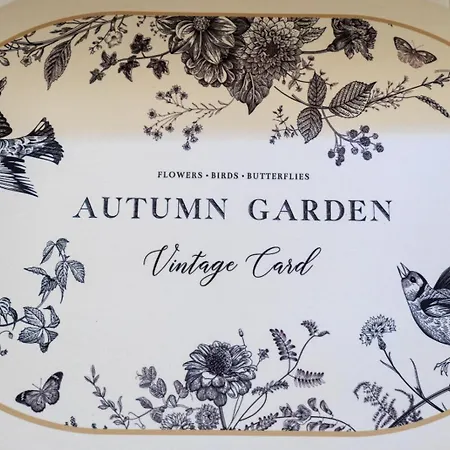 FLOWERS • BIRDS • BUTTERFLIES
AUTUMN GARDEN
Vintage Card